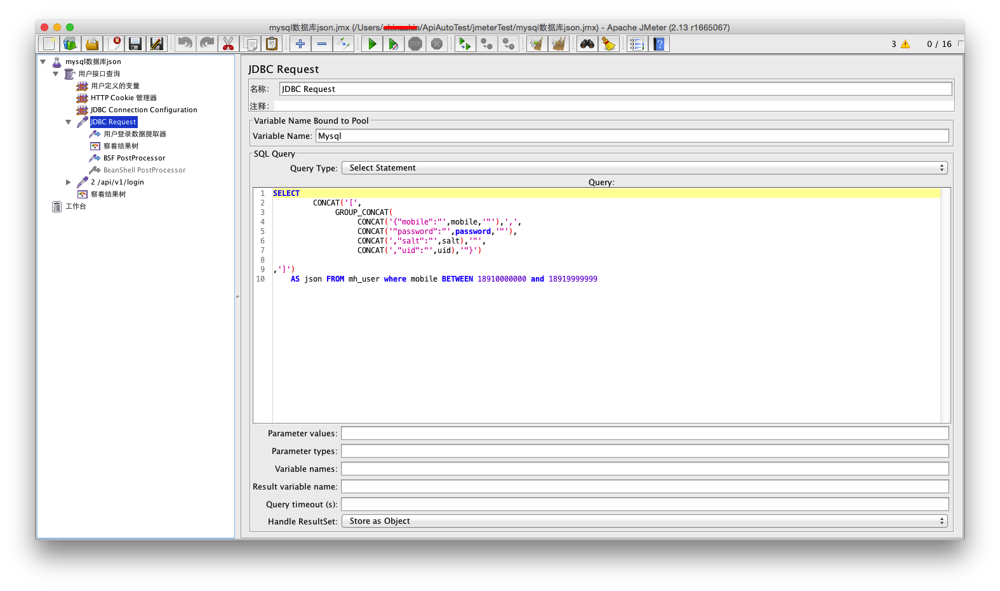 mysql数据库json.jmx (/Users/ /ApiAutoTest/jmeterTest/mysql数据库json.jmx) - Apache JMeter (2.13 r1665067)
3 0 / 16
mysql数据库json
用户接口查询
用户定义的变量
HTTP Cookie 管理器
JDBC Connection Configuration
JDBC Request
用户登录数据提取器
察看结果树
BSF PostProcessor
BeanShell PostProcessor
2 /api/v1/login
察看结果树
工作台
JDBC Request
名称: JDBC Request
注释:
Variable Name Bound to Pool
Variable Name: Mysql
SQL Query
Query Type: Select Statement
Query:
1 SELECT
2 CONCAT('[',
3 GROUP_CONCAT(
4 CONCAT('{"mobile":"',mobile,'"'),',',
5 CONCAT('"password":"',password,'"'),
6 CONCAT(',"salt":"',salt),'"',
7 CONCAT(',"uid":"',uid),'"}')
8
9 ,']')
10 AS json FROM mh_user where mobile BETWEEN 18910000000 and 18919999999
Parameter values:
Parameter types:
Variable names:
Result variable name:
Query timeout (s):
Handle ResultSet: Store as Object